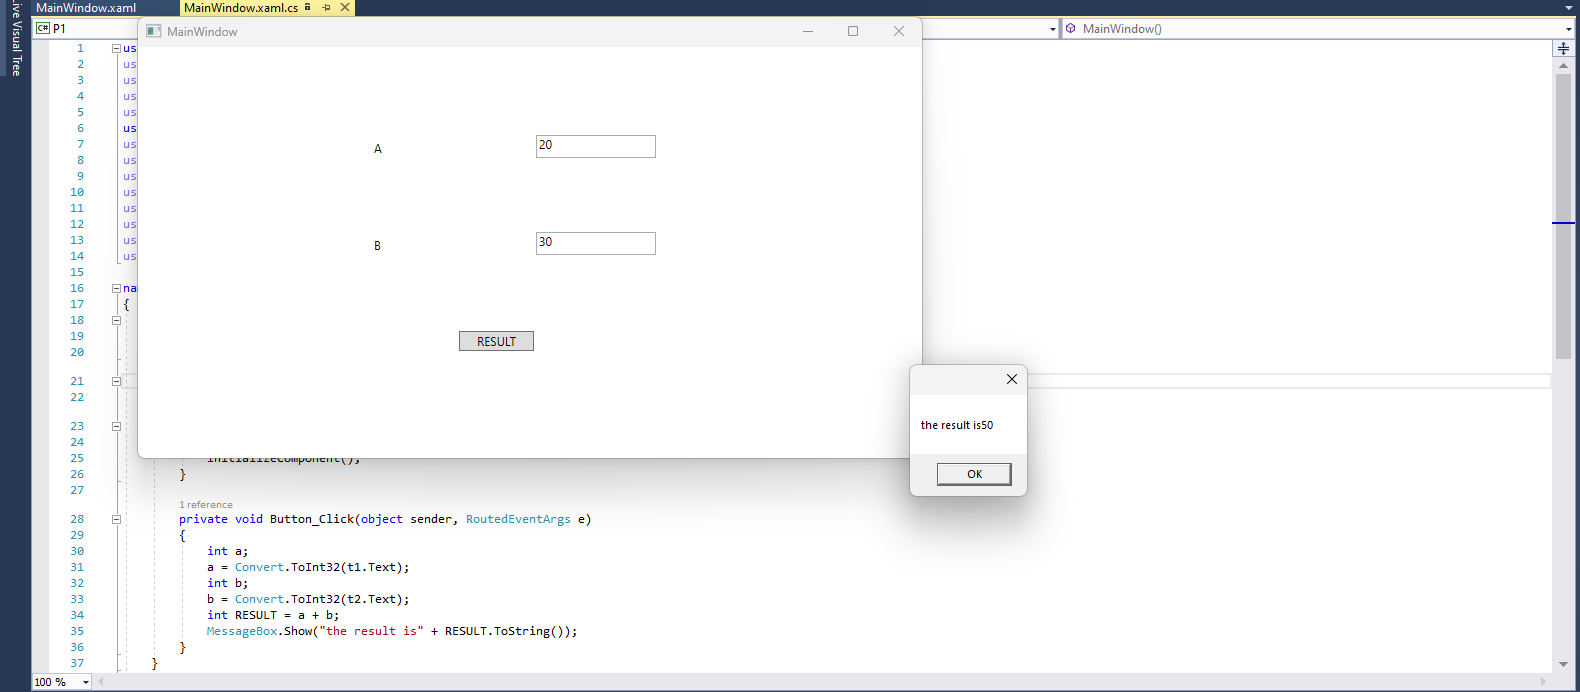 Live Visual Tree
MainWindow.xaml
MainWindow.xaml.cs
C# P1
MainWindow()
MainWindow
1 us
2 us
3 us
4 us
5 us
6 us
7 us
8 us
9 us
10 us
11 us
12 us
13 us
14 us
15
16 na
17 {
18
19
20
21
22
23
24
25 InitializeComponent();
26 }
27
1 reference
28 private void Button_Click(object sender, RoutedEventArgs e)
29 {
30 int a;
31 a = Convert.ToInt32(t1.Text);
32 int b;
33 b = Convert.ToInt32(t2.Text);
34 int RESULT = a + b;
35 MessageBox.Show("the result is" + RESULT.ToString());
36 }
37 }
A 20
B 30
RESULT
the result is50
OK
100 %